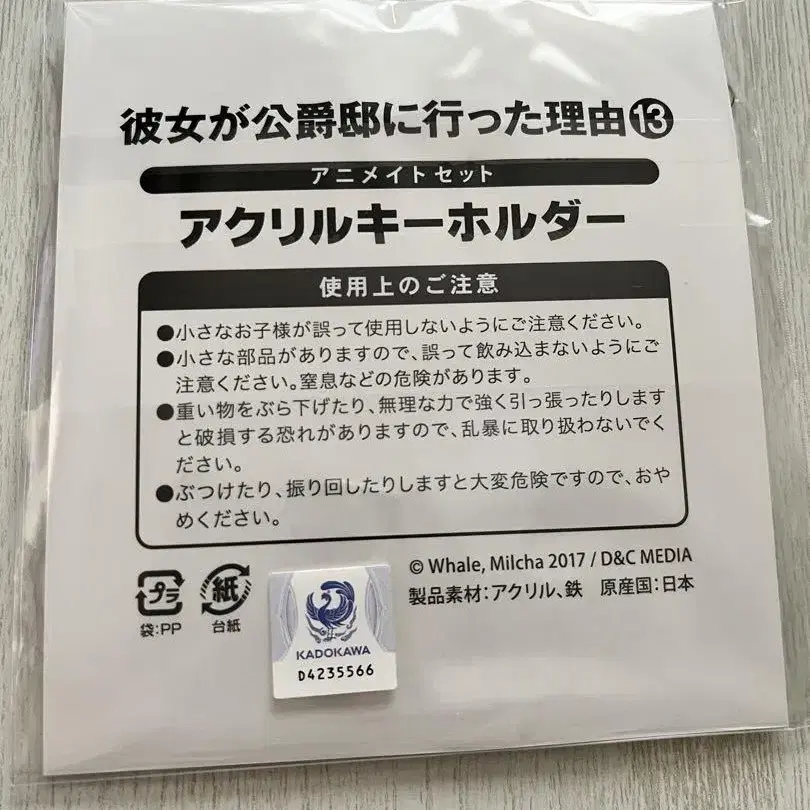 彼女が公爵邸に行った理由⓭
アニメイトセット
アクリルキーホルダー
使用上のご注意
●小さなお子様が誤って使用しないようにご注意ください。
●小さな部品がありますので、誤って飲み込まないようにご
注意ください。窒息などの危険があります。
●重い物をぶら下げたり、無理な力で強く引っ張ったりします
と破損する恐れがありますので、乱暴に取り扱わないでく
ださい。
●ぶつけたり、振り回したりしますと大変危険ですので、おや
めください。
© Whale, Milcha 2017 / D&C MEDIA
製品素材：アクリル、鉄　原産国：日本
プラ
袋：PP
紙
台紙
KADOKAWA
D4235566